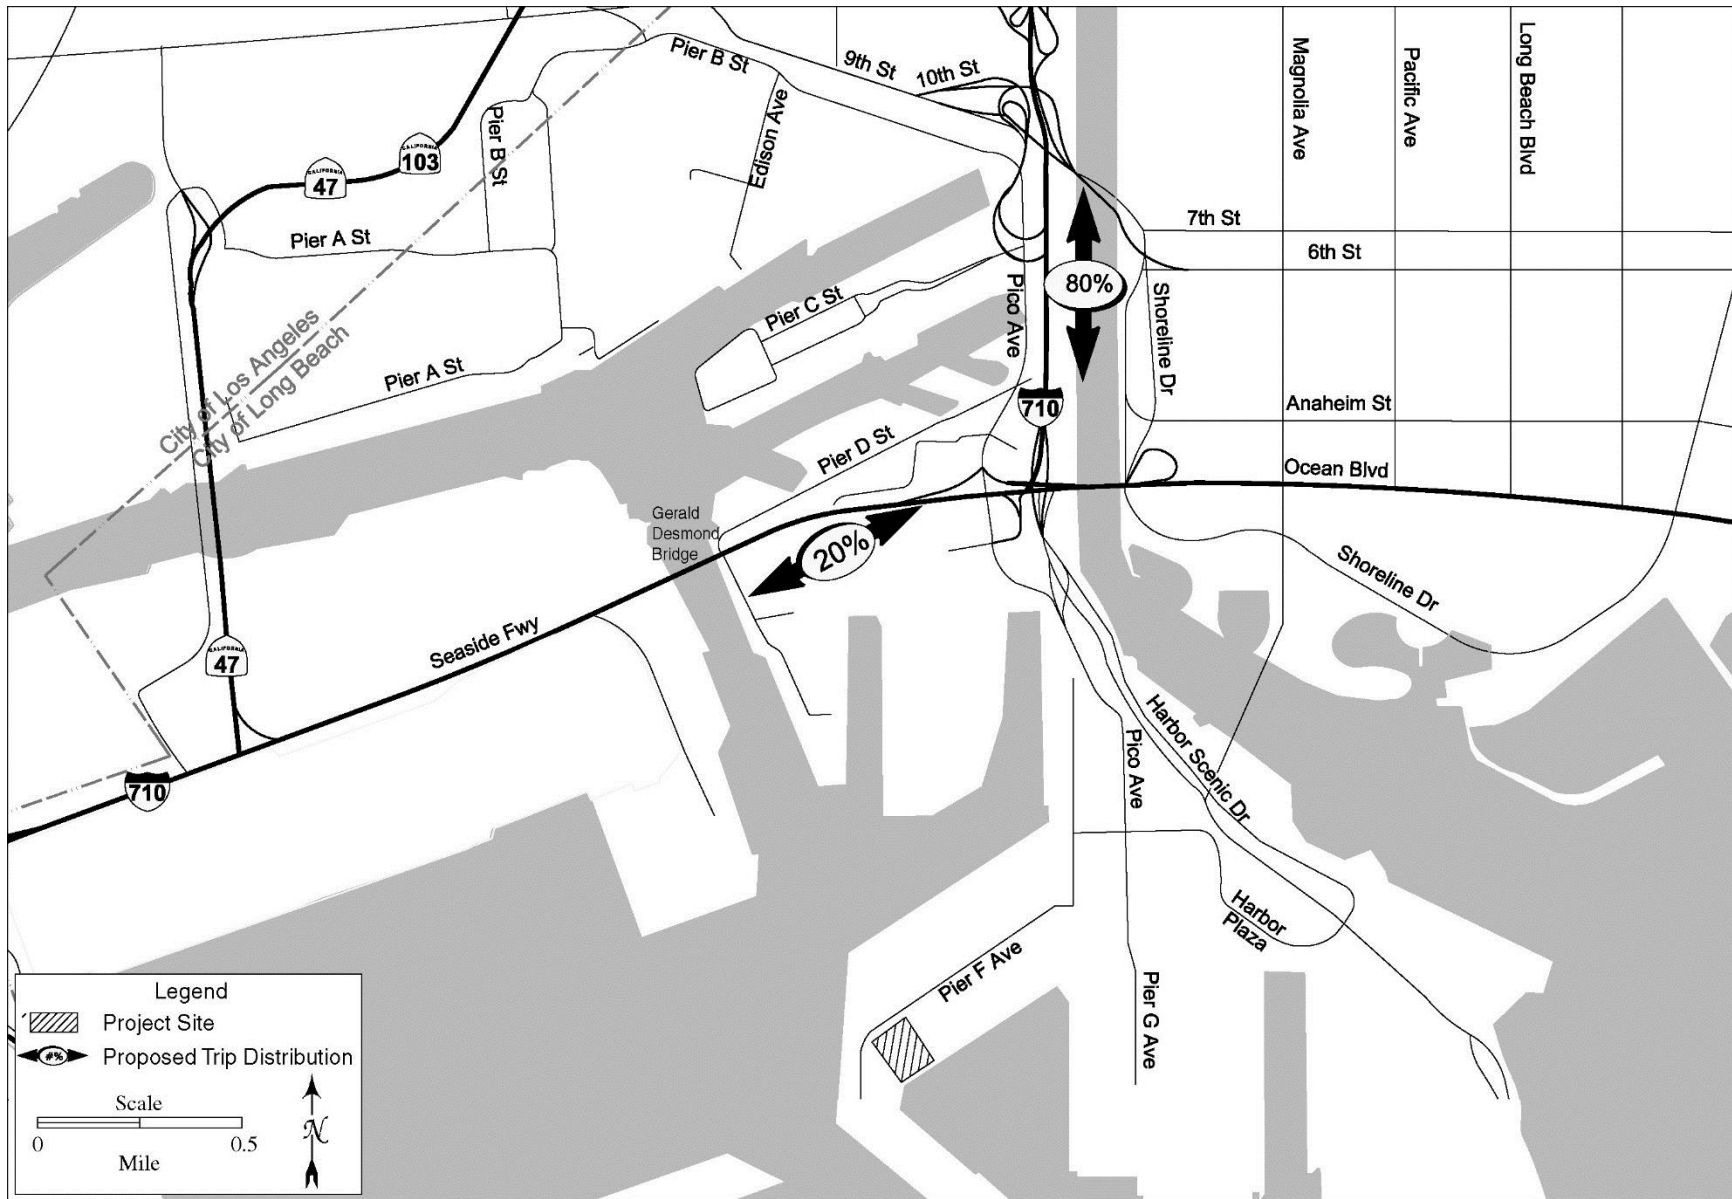 Pier B St
9th St
10th St
Magnolia Ave
Pacific Ave
Long Beach Blvd
Edison Ave
Pier B St
CALIFORNIA
103
CALIFORNIA
47
Pier A St
7th St
6th St
80%
Pier C St
Pico Ave
Shoreline Dr
City of Los Angeles
City of Long Beach
Pier A St
710
Anaheim St
Pier D St
Ocean Blvd
Gerald
Desmond
Bridge
20%
Shoreline Dr
Seaside Fwy
CALIFORNIA
47
710
Pico Ave
Harbor Scenic Dr
Harbor
Plaza
Pier F Ave
Pier G Ave
Legend
Project Site
#%
Proposed Trip Distribution
Scale
0
0.5
Mile
N